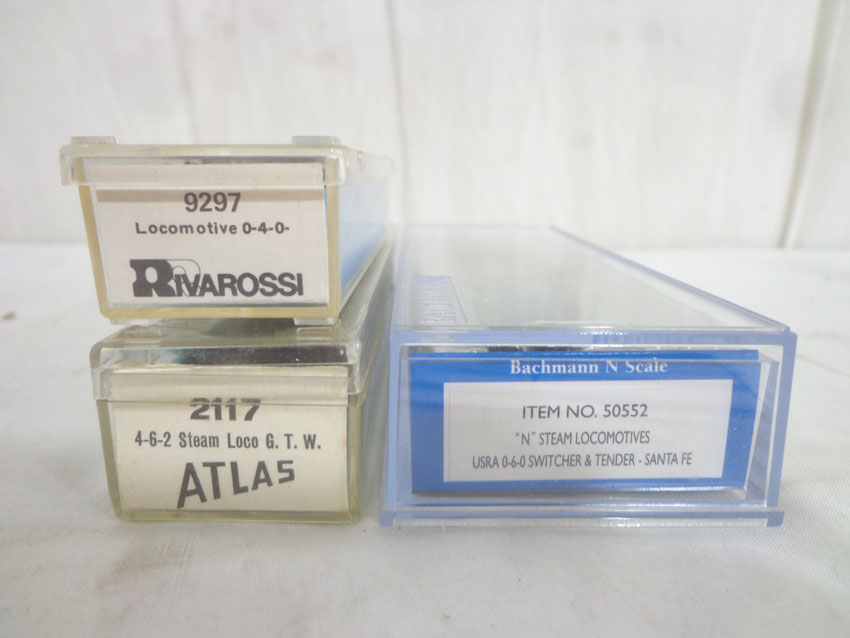 9297
Locomotive 0-4-0-
RIVAROSSI
2117
4-6-2 Steam Loco G. T. W.
ATLAS
Bachmann N Scale
ITEM NO. 50552
"N" STEAM LOCOMOTIVES
USRA 0-6-0 SWITCHER & TENDER - SANTA FE